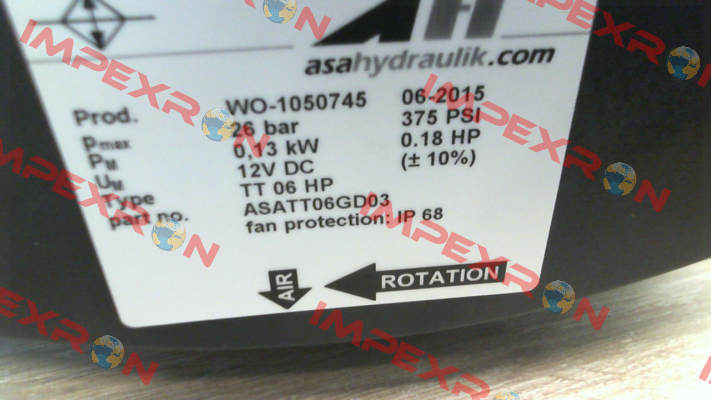 AH
asahydraulik.com
Prod. WO-1050745 06-2015
Pmax 26 bar 375 PSI
PM 0,13 kW 0.18 HP
UM 12V DC (± 10%)
Type TT 06 HP
part no. ASATT06GD03
fan protection: IP 68
AIR
ROTATION
IMPEXRON
IMPEXRON
IMPEXRON
IMPEXRON
IMPEXRON
IMPEXRON